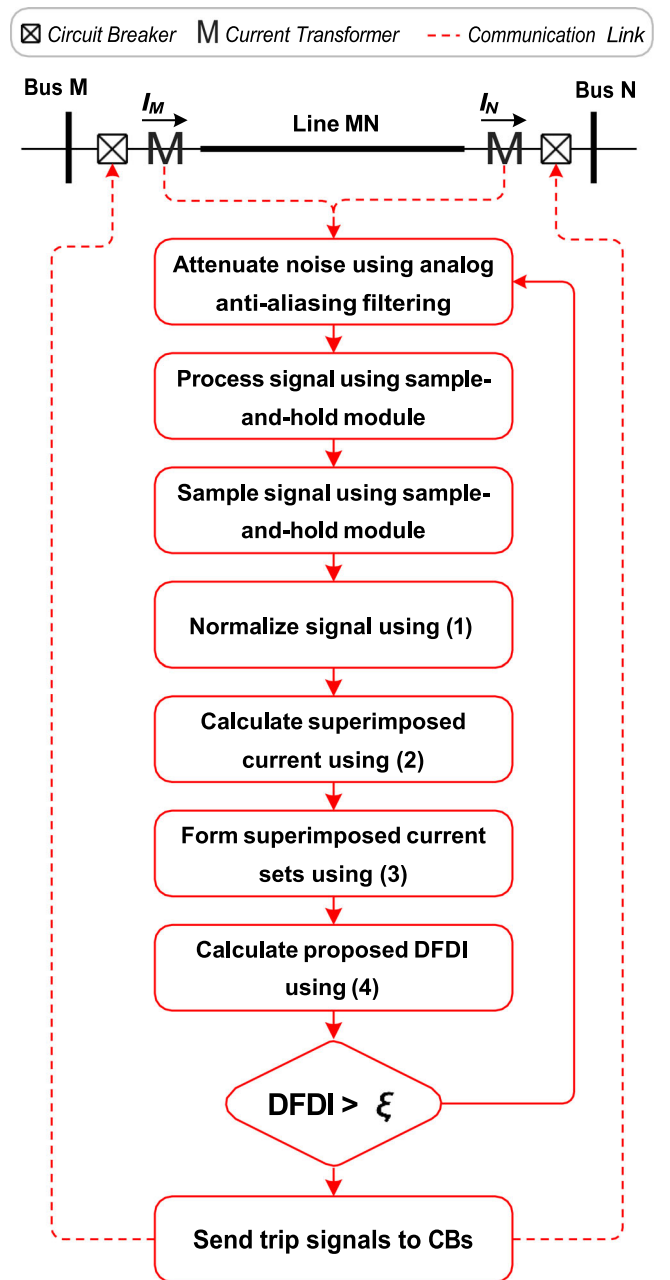 Circuit Breaker M Current Transformer Communication Link
Bus M
I_M
Line MN
I_N
Bus N
M
M
Attenuate noise using analog
anti-aliasing filtering
Process signal using sample-
and-hold module
Sample signal using sample-
and-hold module
Normalize signal using (1)
Calculate superimposed
current using (2)
Form superimposed current
sets using (3)
Calculate proposed DFDI
using (4)
DFDI > ξ
Send trip signals to CBs